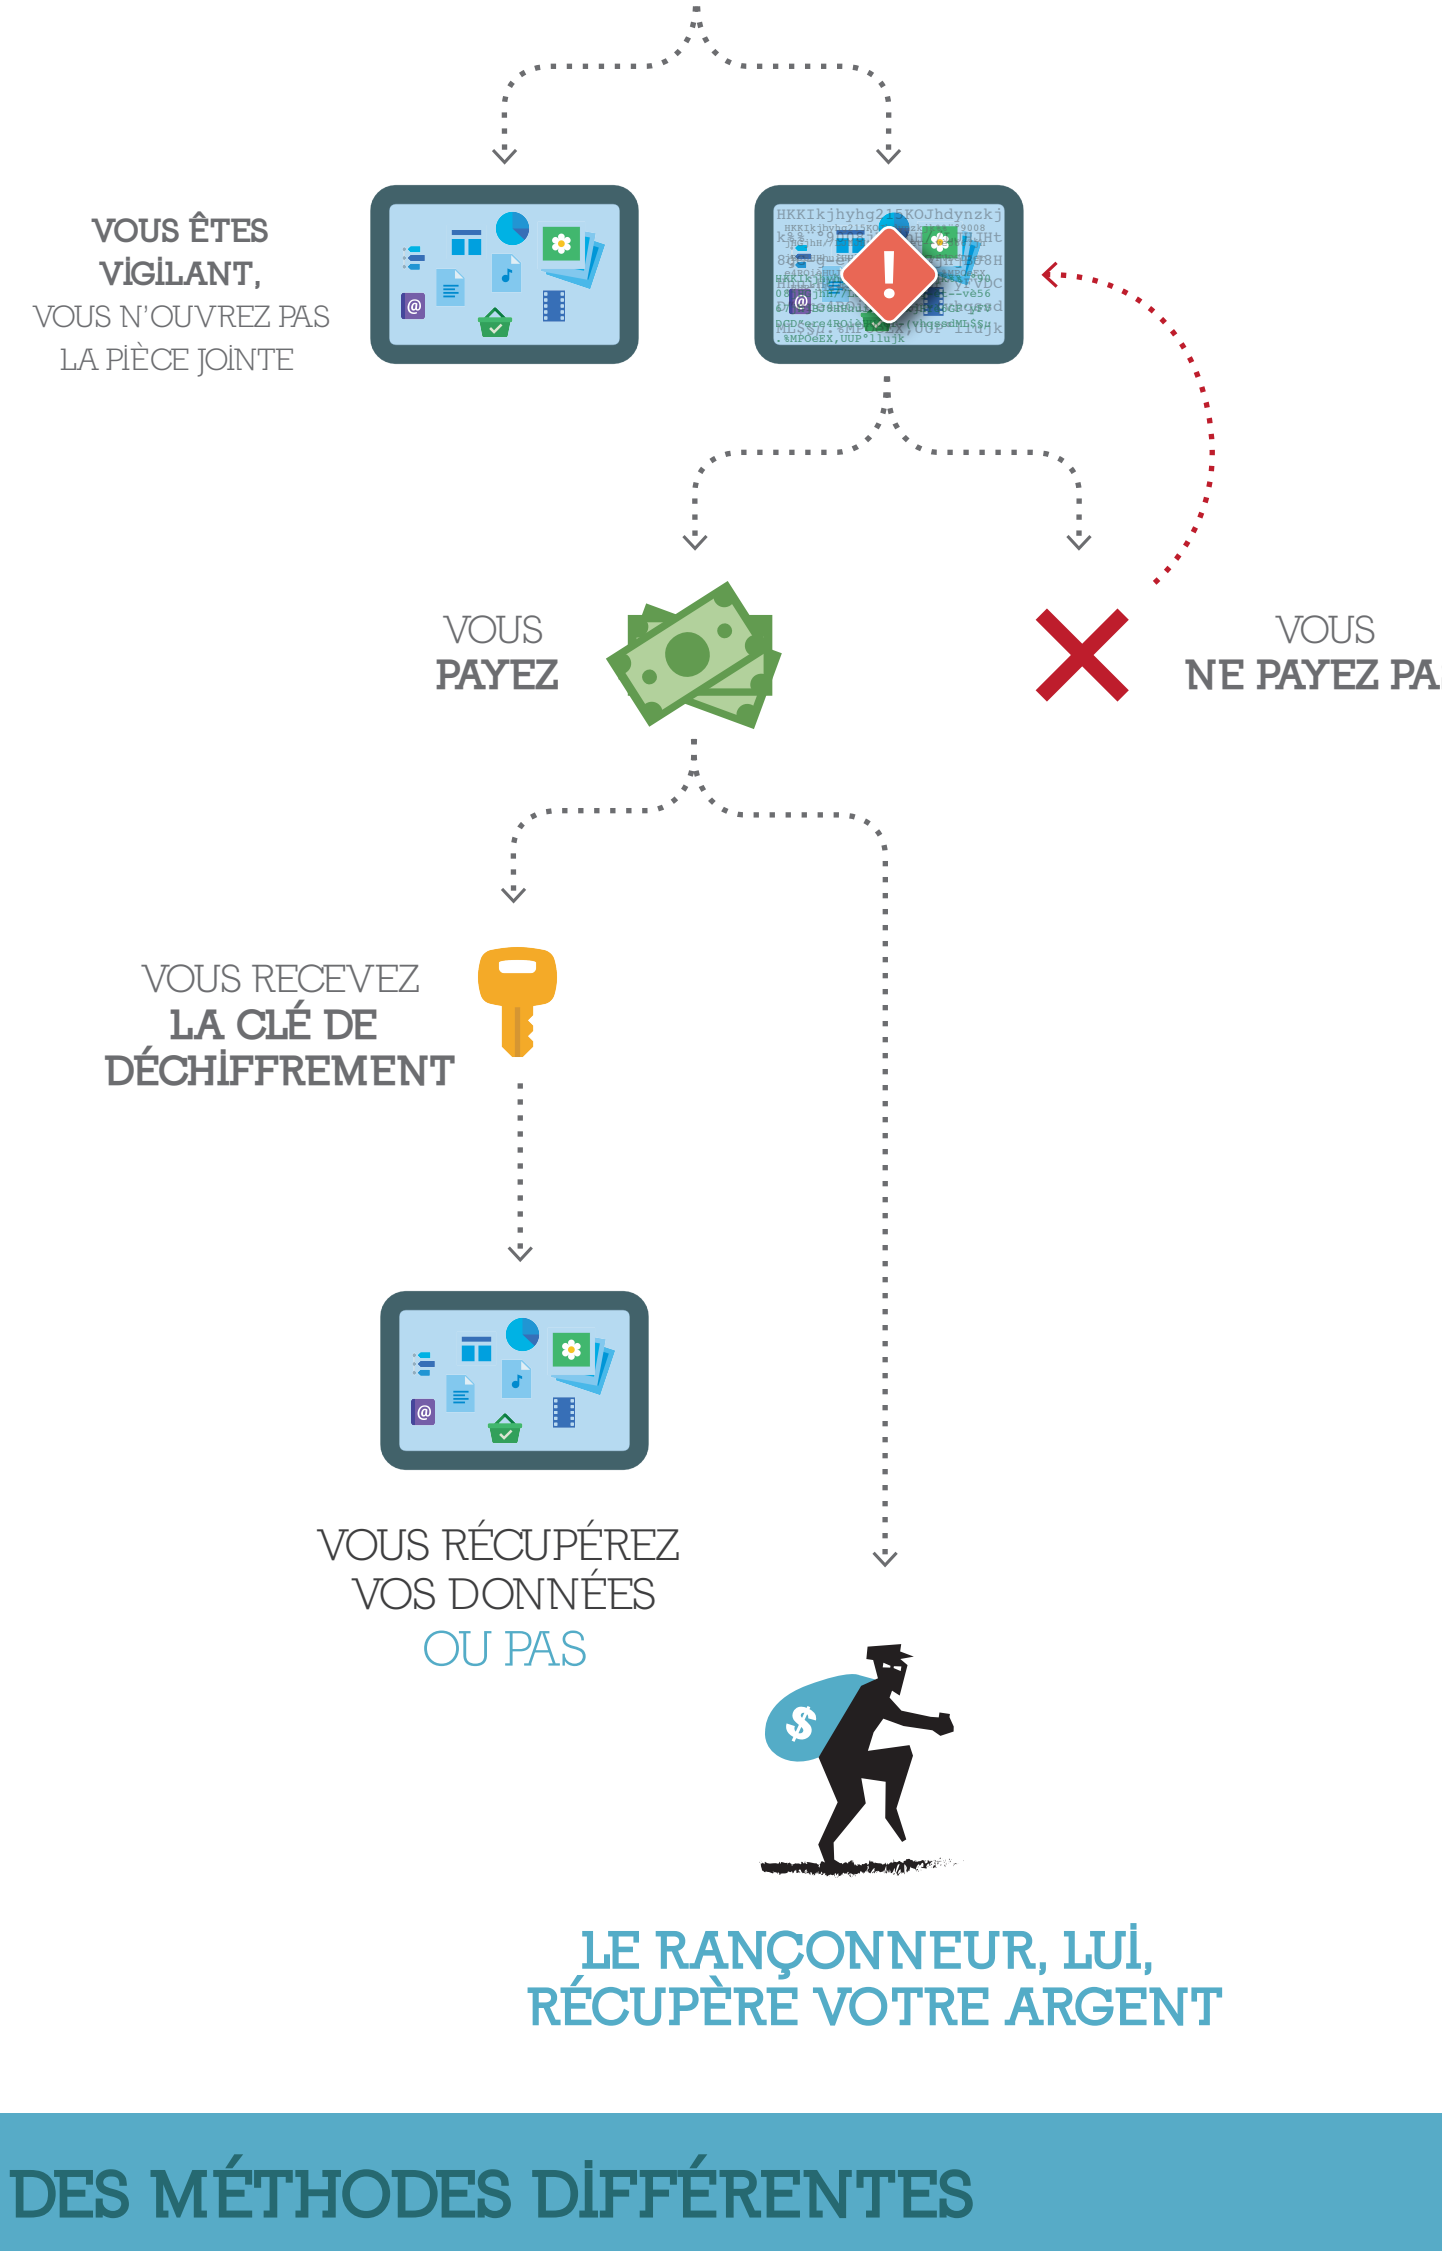 VOUS ÊTES
VIGILANT,
VOUS N'OUVREZ PAS
LA PIÈCE JOINTE
VOUS
PAYEZ
VOUS
NE PAYEZ PA
VOUS RECEVEZ
LA CLÉ DE
DÉCHIFFREMENT
VOUS RÉCUPÉREZ
VOS DONNÉES
OU PAS
$
LE RANÇONNEUR, LUI,
RÉCUPÈRE VOTRE ARGENT
DES MÉTHODES DIFFÉRENTES